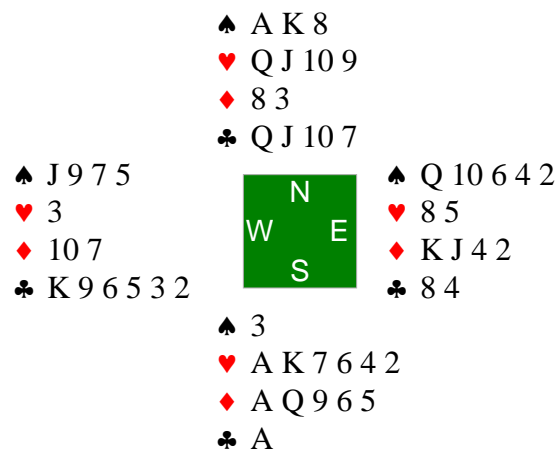 ♠ A K 8
♥ Q J 10 9
♦ 8 3
♣ Q J 10 7
♠ J 9 7 5
♥ 3
♦ 10 7
♣ K 9 6 5 3 2
N
W E
S
♠ Q 10 6 4 2
♥ 8 5
♦ K J 4 2
♣ 8 4
♠ 3
♥ A K 7 6 4 2
♦ A Q 9 6 5
♣ A